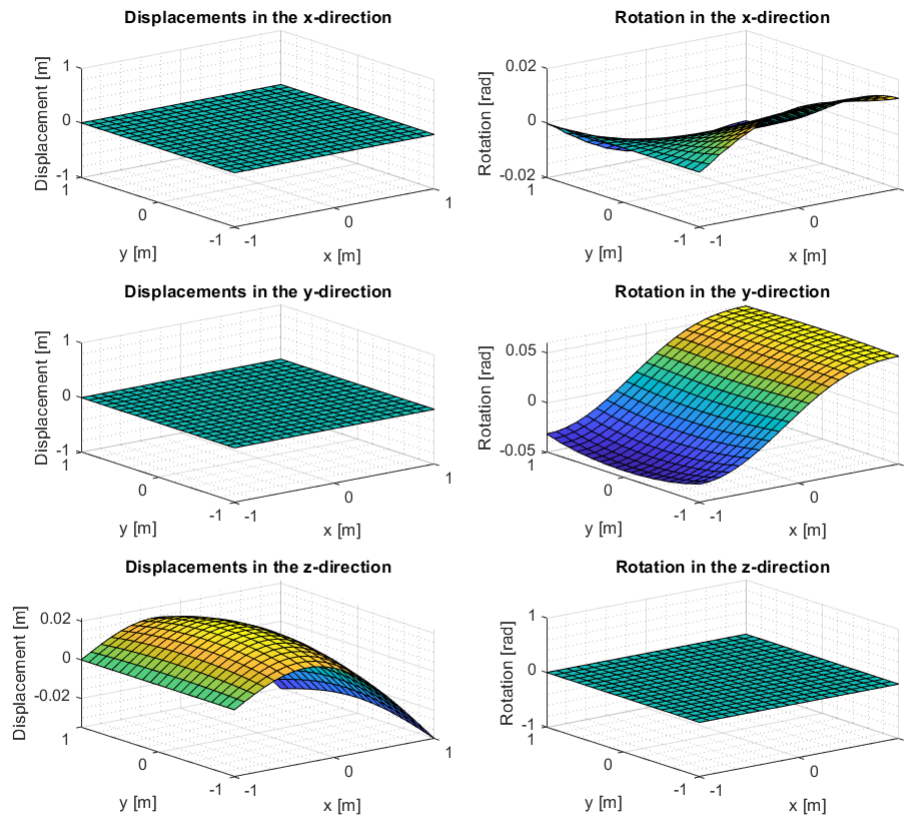 Displacements in the x-direction
Displacement [m]
1
0
-1
1
0
-1
y [m]
-1
0
1
x [m]
Rotation in the x-direction
Rotation [rad]
0.02
0
-0.02
1
0
-1
y [m]
-1
0
1
x [m]
Displacements in the y-direction
Displacement [m]
1
0
-1
1
0
-1
y [m]
-1
0
1
x [m]
Rotation in the y-direction
Rotation [rad]
0.05
0
-0.05
1
0
-1
y [m]
-1
0
1
x [m]
Displacements in the z-direction
Displacement [m]
0.02
0
-0.02
1
0
-1
y [m]
-1
0
1
x [m]
Rotation in the z-direction
Rotation [rad]
1
0
-1
1
0
-1
y [m]
-1
0
1
x [m]